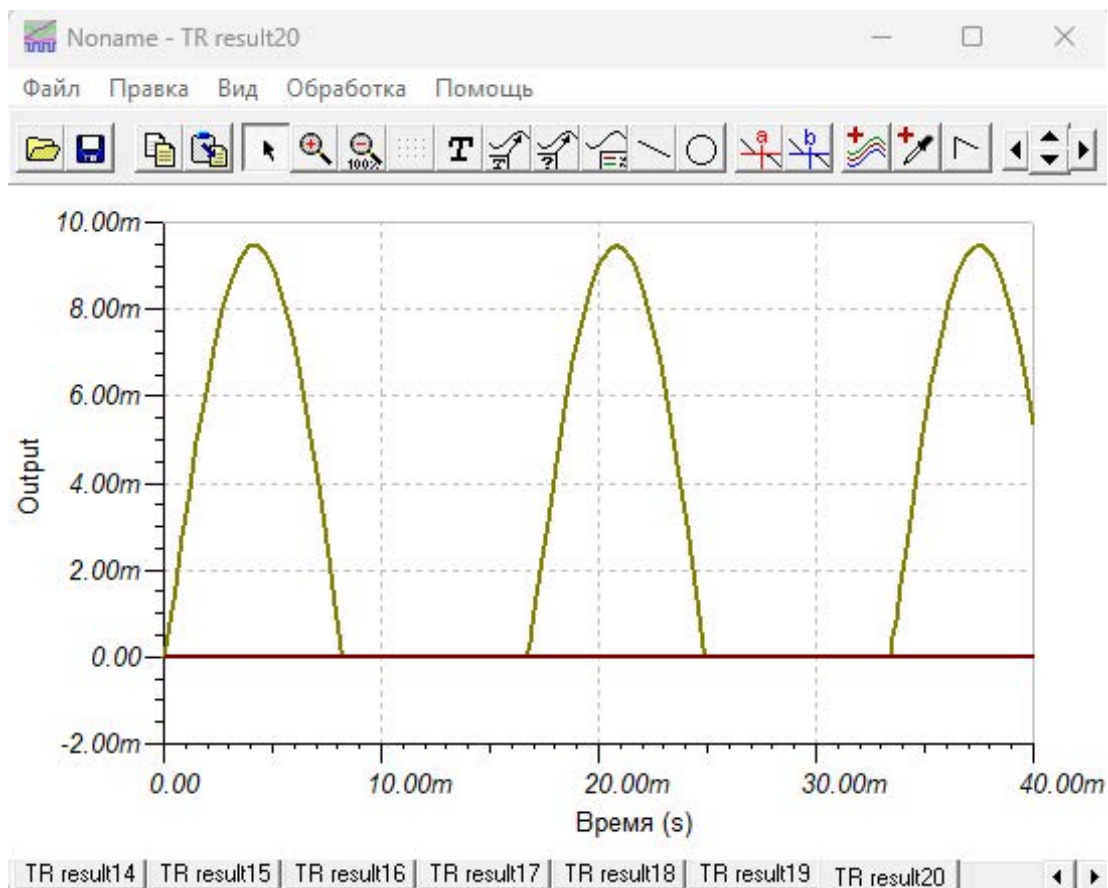 Noname - TR result20
Файл Правка Вид Обработка Помощь
100% T a b
10.00m
8.00m
6.00m
4.00m
2.00m
0.00
-2.00m
Output
0.00 10.00m 20.00m 30.00m 40.00m
Время (s)
TR result14 TR result15 TR result16 TR result17 TR result18 TR result19 TR result20